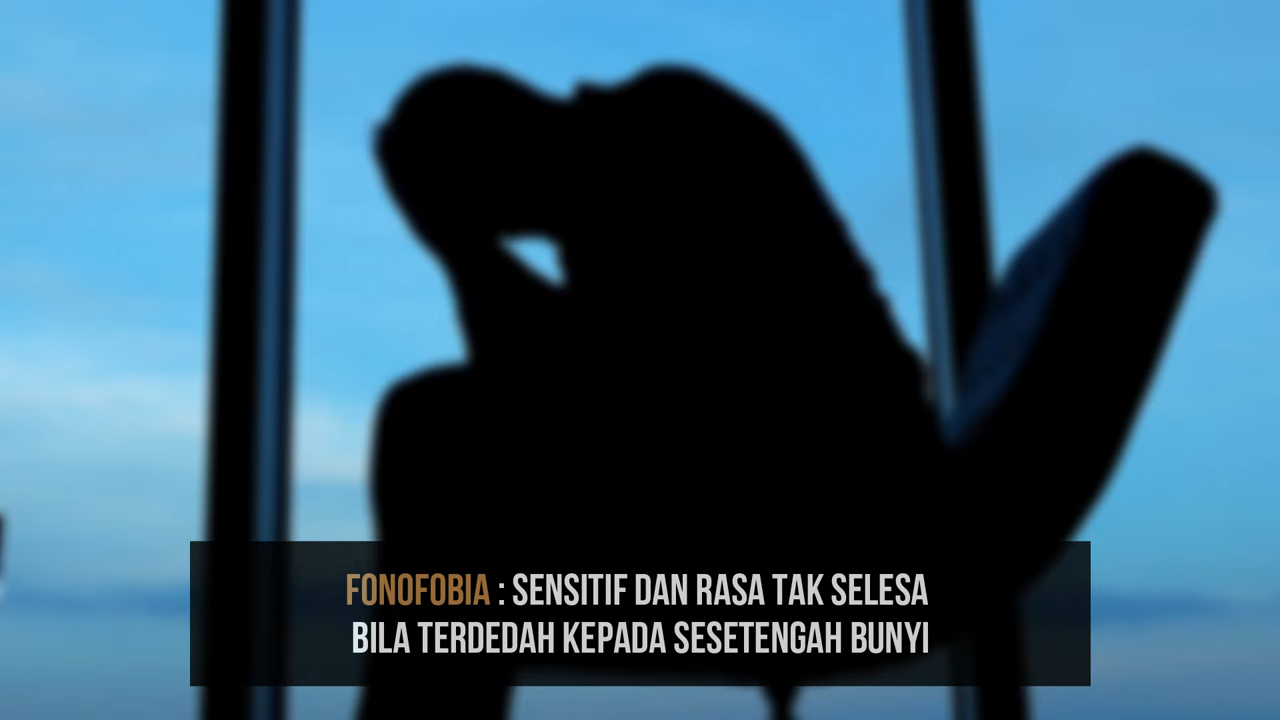 FONOFOBIA : SENSITIF DAN RASA TAK SELESA
BILA TERDEDAH KEPADA SESETENGAH BUNYI